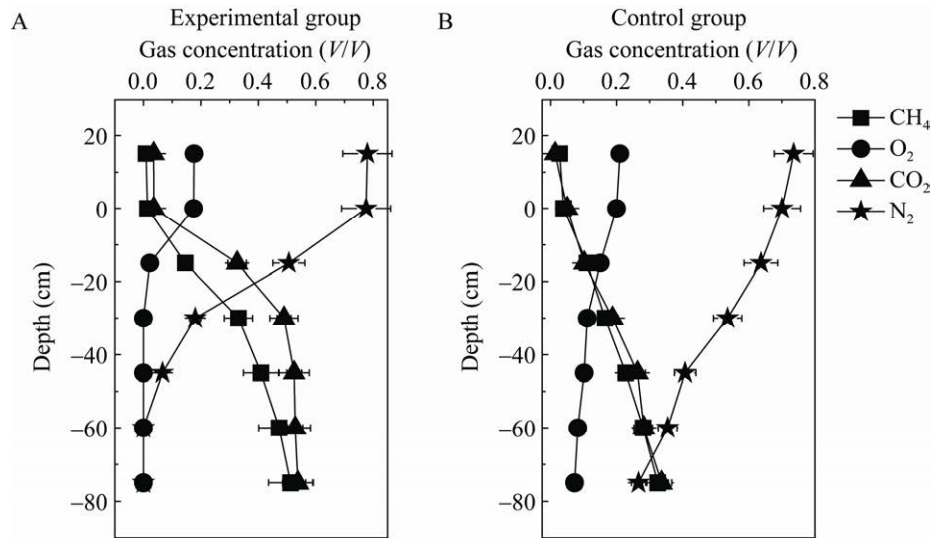 A
Experimental group
Gas concentration (V/V)
0.0 0.2 0.4 0.6 0.8
20
0
–20
–40
–60
–80
Depth (cm)
B
Control group
Gas concentration (V/V)
0.0 0.2 0.4 0.6 0.8
20
0
–20
–40
–60
–80
Depth (cm)
CH₄
O₂
CO₂
N₂